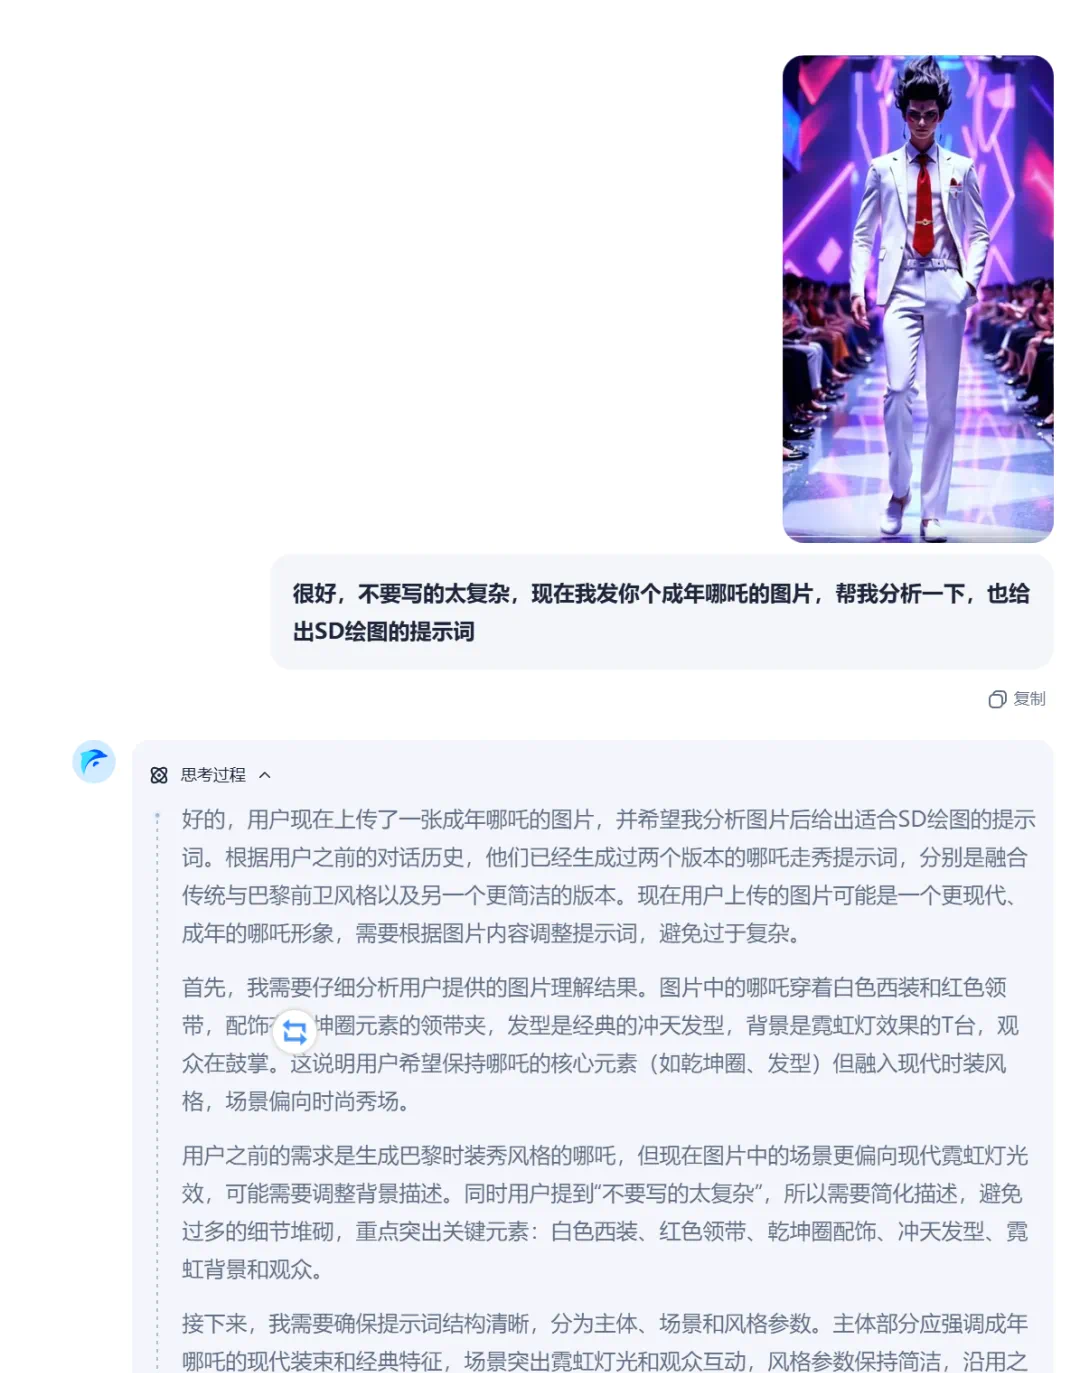 很好，不要写的太复杂，现在我发你个成年哪吒的图片，帮我分析一下，也给
出SD绘图的提示词
复制
思考过程
好的，用户现在上传了一张成年哪吒的图片，并希望我分析图片后给出适合SD绘图的提示
词。根据用户之前的对话历史，他们已经生成过两个版本的哪吒走秀提示词，分别是融合
传统与巴黎前卫风格以及另一个更简洁的版本。现在用户上传的图片可能是一个更现代、
成年的哪吒形象，需要根据图片内容调整提示词，避免过于复杂。
首先，我需要仔细分析用户提供的图片理解结果。图片中的哪吒穿着白色西装和红色领
带，配饰 坤圈元素的领带夹，发型是经典的冲天发型，背景是霓虹灯效果的T台，观
众在鼓掌。这说明用户希望保持哪吒的核心元素（如乾坤圈、发型）但融入现代时装风
格，场景偏向时尚秀场。
用户之前的需求是生成巴黎时装秀风格的哪吒，但现在图片中的场景更偏向现代霓虹灯光
效，可能需要调整背景描述。同时用户提到“不要写的太复杂”，所以需要简化描述，避免
过多的细节堆砌，重点突出关键元素：白色西装、红色领带、乾坤圈配饰、冲天发型、霓
虹背景和观众。
接下来，我需要确保提示词结构清晰，分为主体、场景和风格参数。主体部分应强调成年
哪吒的现代装束和经典特征，场景突出霓虹灯光和观众互动，风格参数保持简洁，沿用之